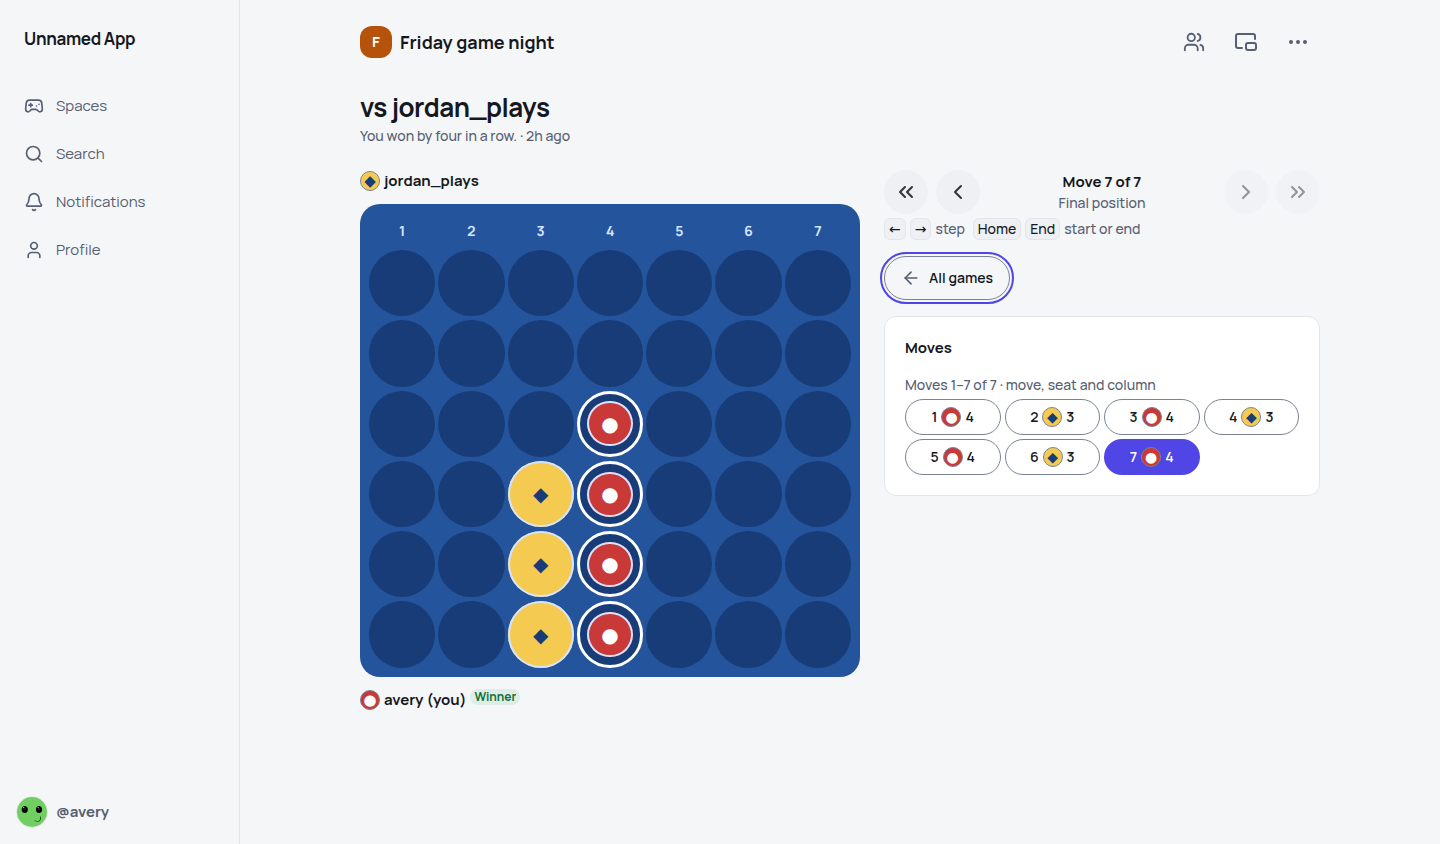 Unnamed App
Spaces
Search
Notifications
Profile
@avery
F Friday game night
vs jordan_plays
You won by four in a row. · 2h ago
jordan_plays
1 2 3 4 5 6 7
avery (you) Winner
Move 7 of 7
Final position
← → step Home End start or end
← All games
Moves
Moves 1–7 of 7 · move, seat and column
1 4 2 3 3 4 4 3
5 4 6 3 7 4